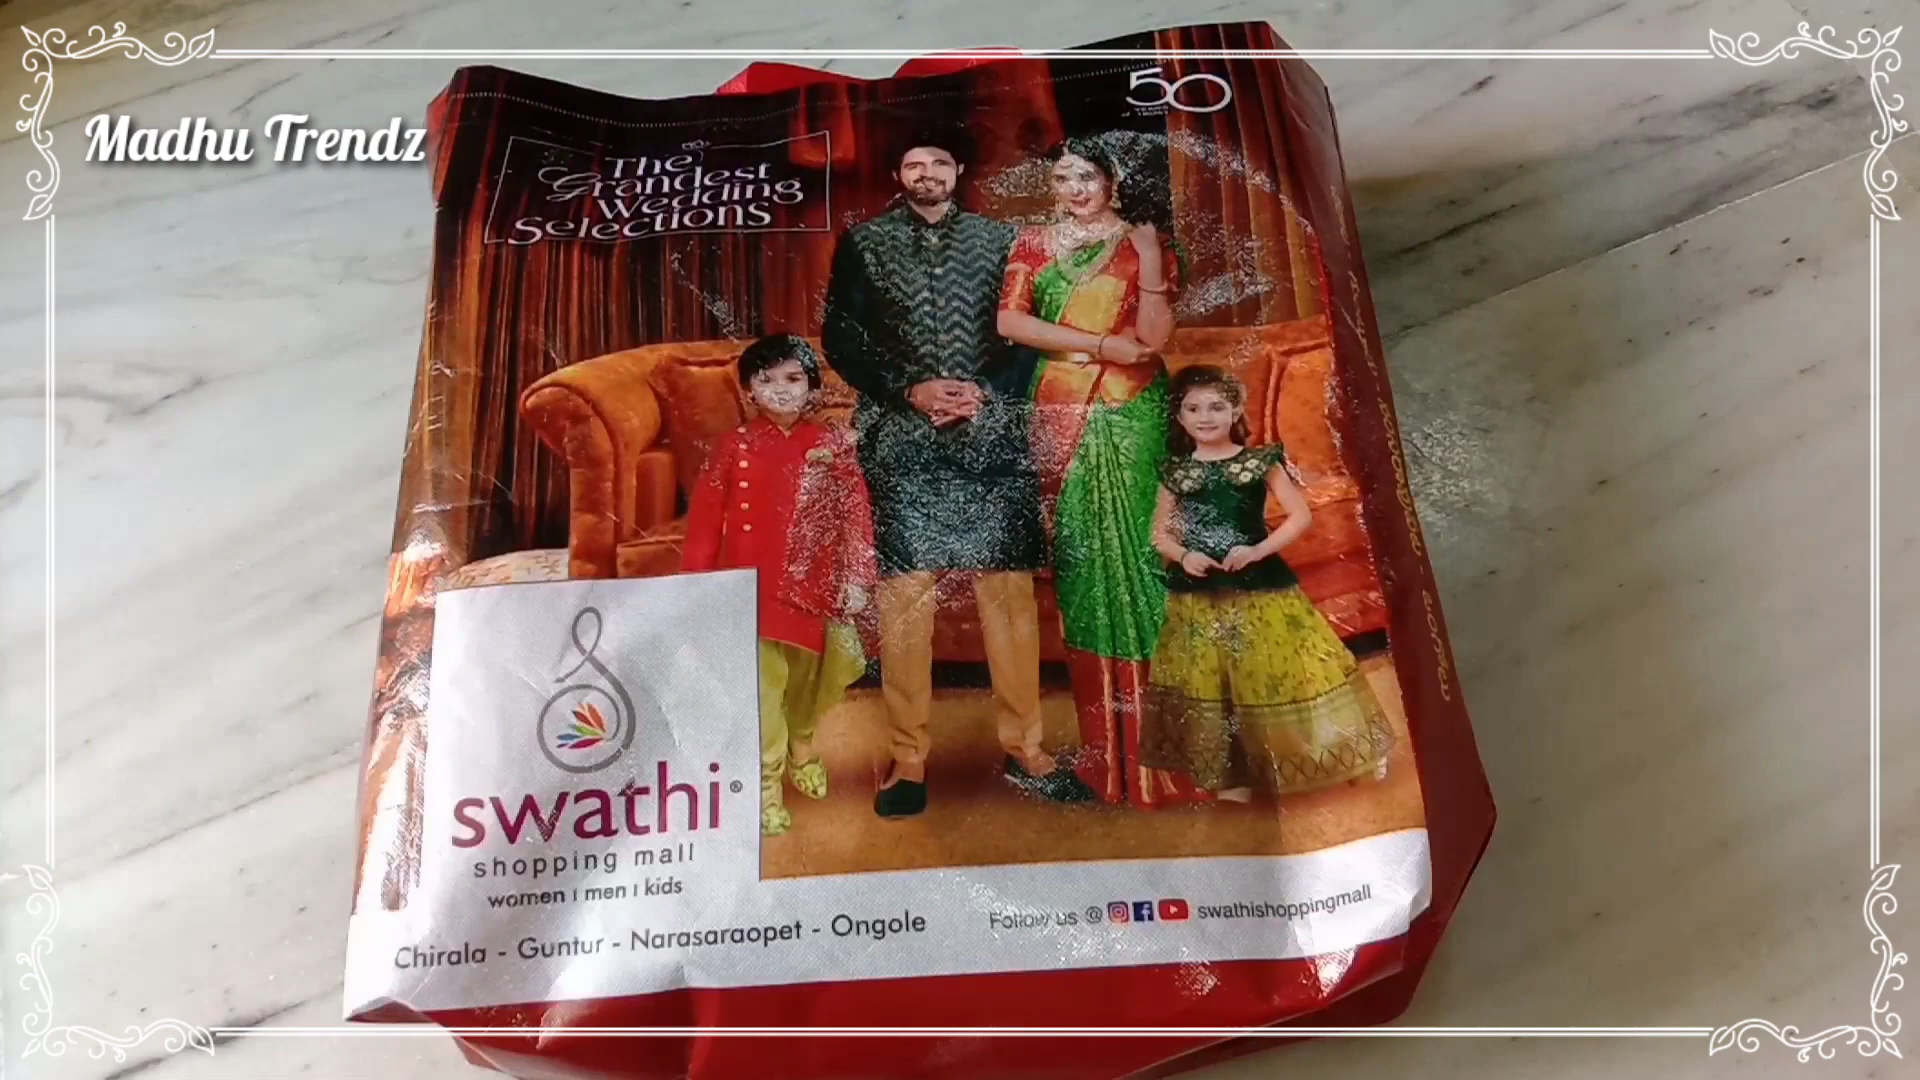 Madhu Trendz
50
YEARS
The
Grandest
Wedding
Selections
swathi®
shopping mall
women ı men ı kids
Chirala - Guntur - Narasaraopet - Ongole
Follow us @ swathishoppingmall